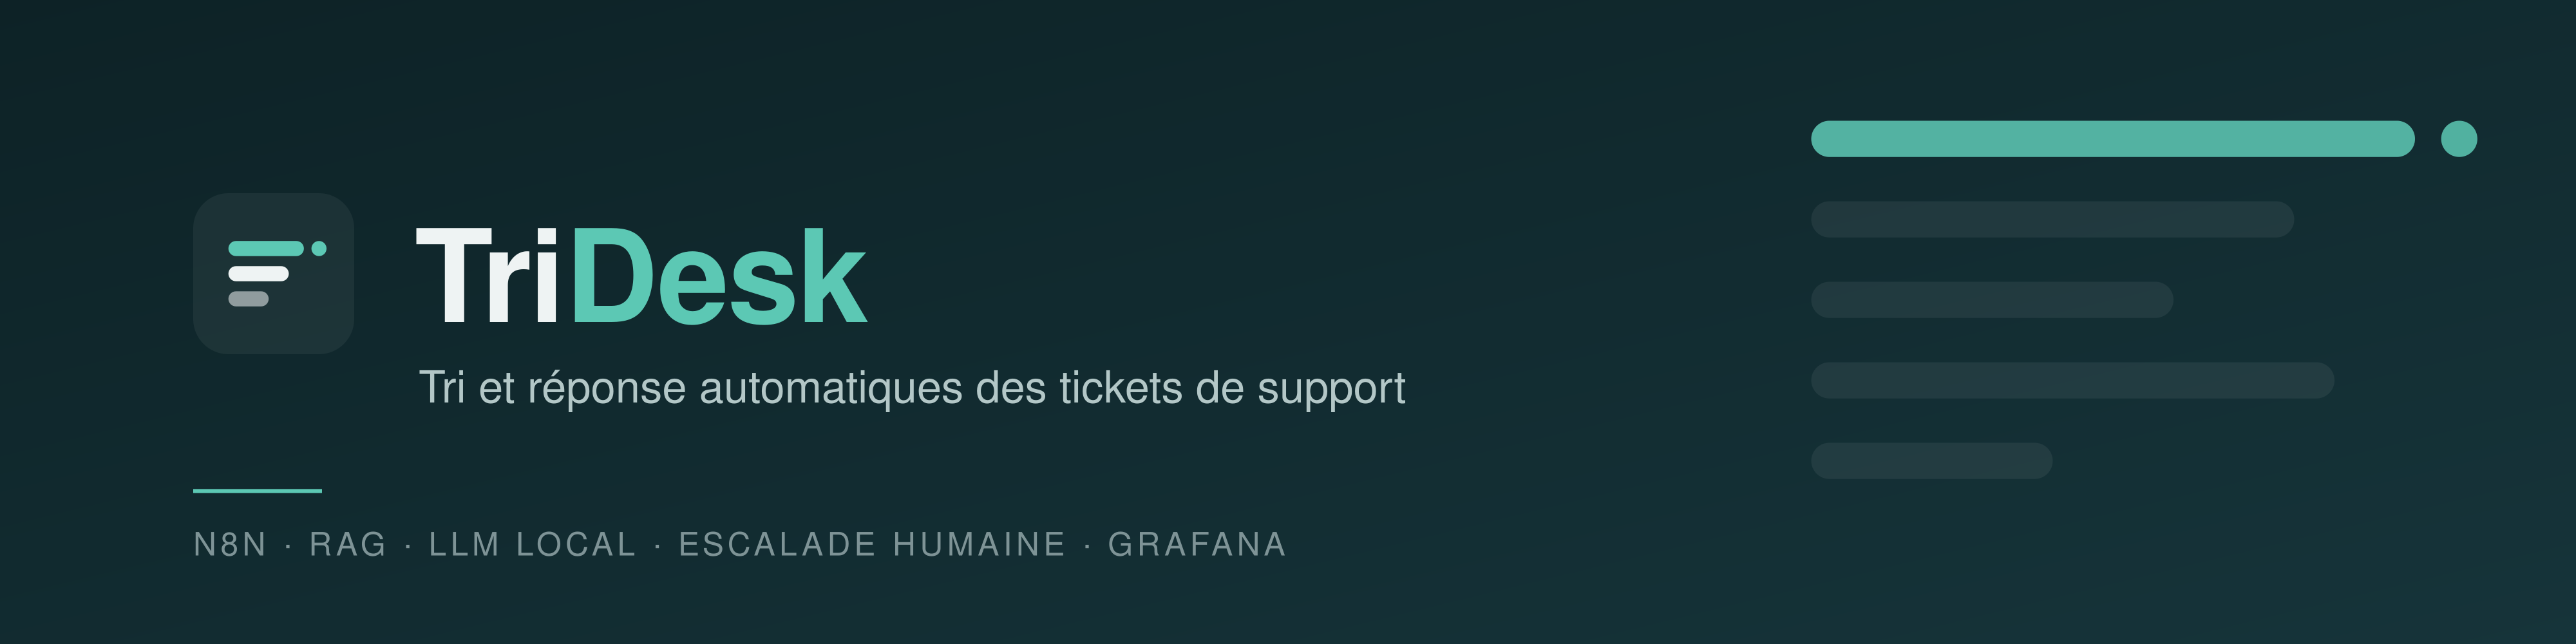 TriDesk
Tri et réponse automatiques des tickets de support
N8N · RAG · LLM LOCAL · ESCALADE HUMAINE · GRAFANA